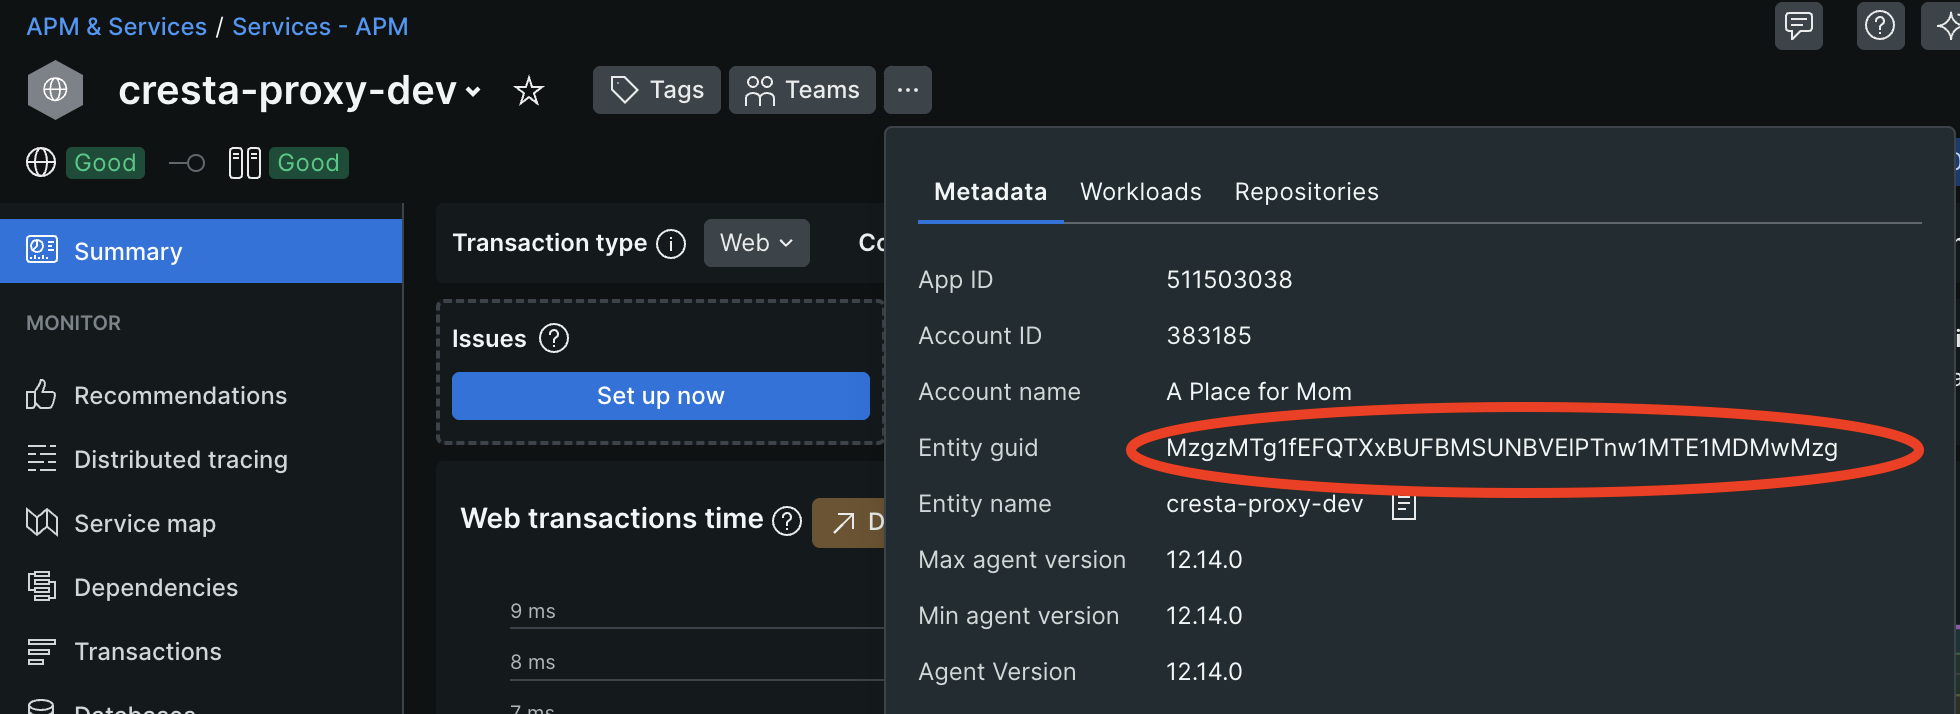 APM & Services / Services - APM
cresta-proxy-dev
Tags
Teams
Good
Good
Summary
MONITOR
Recommendations
Distributed tracing
Service map
Dependencies
Transactions
Transaction type
Web
Issues
Set up now
Web transactions time
9 ms
8 ms
7 ms
Metadata Workloads Repositories
App ID 511503038
Account ID 383185
Account name A Place for Mom
Entity guid MzgzMTg1fEFQTXxBUFBMSUNBVElPTnw1MTE1MDMwMzg
Entity name cresta-proxy-dev
Max agent version 12.14.0
Min agent version 12.14.0
Agent Version 12.14.0